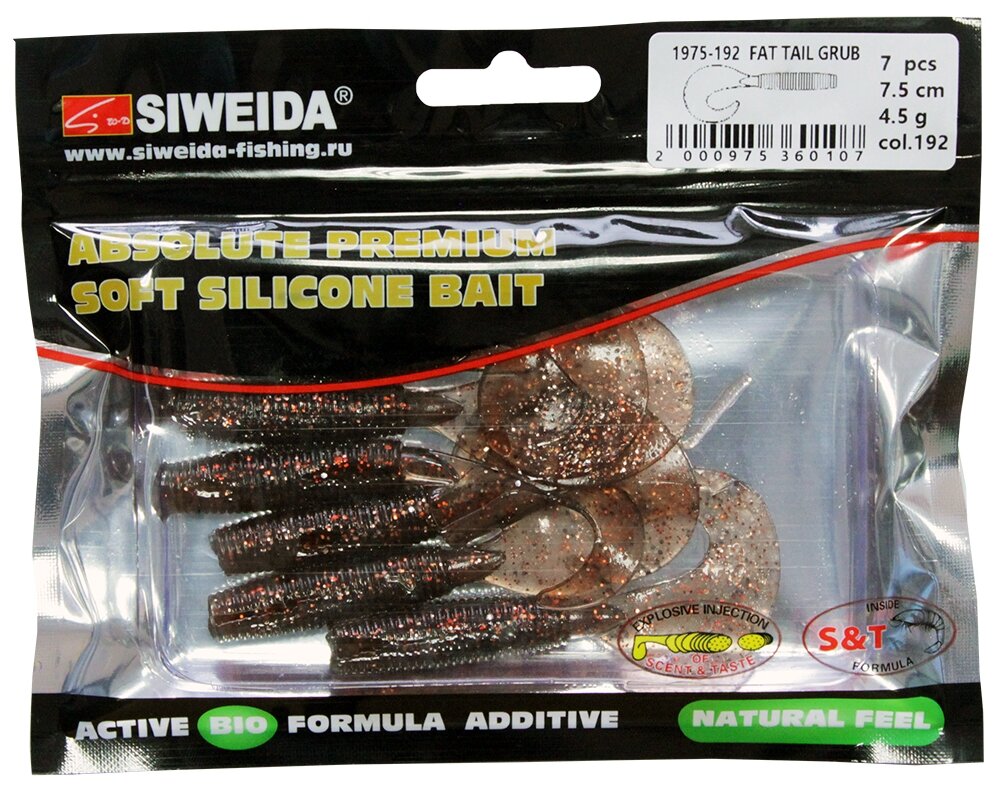 SIWEIDA®
www.siweida-fishing.ru
1975-192 FAT TAIL GRUB
7 pcs
7.5 cm
4.5 g
col.192
2 000975 360107
ABSOLUTE PREMIUM
SOFT SILICONE BAIT
EXPLOSIVE INJECTION
OF
SCENT & TASTE
INSIDE
S&T
FORMULA
ACTIVE BIO FORMULA ADDITIVE
NATURAL FEEL